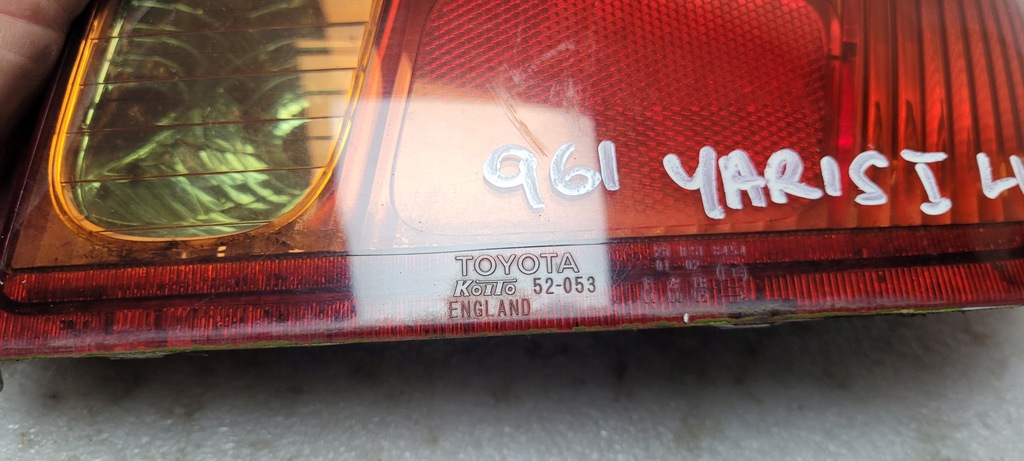 961 YARIS I
TOYOTA
KOITO 52-053
ENGLAND